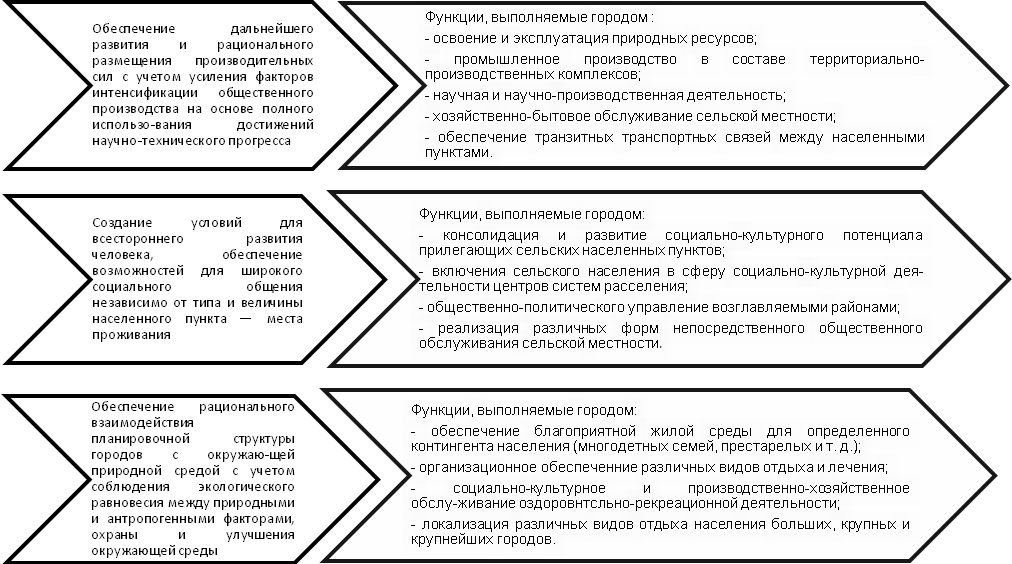 Обеспечение дальнейшего
развития и рационального
размещения производительных
сил с учетом усиления факторов
интенсификации общественного
производства на основе полного
использо-вания достижений
научно-технического прогресса
Функции, выполняемые городом :
- освоение и эксплуатация природных ресурсов;
- промышленное производство в составе территориально-
производственных комплексов;
- научная и научно-производственная деятельность;
- хозяйственно-бытовое обслуживание сельской местности;
- обеспечение транзитных транспортных связей между населенными
пунктами.
Создание условий для
всестороннего развития
человека, обеспечение
возможностей для широкого
социального общения
независимо от типа и величины
населенного пункта — места
проживания
Функции, выполняемые городом:
- консолидация и развитие социально-культурного потенциала
прилегающих сельских населенных пунктов;
- включения сельского населения в сферу социально-культурной дея-
тельности центров систем расселения;
- общественно-политического управление возглавляемыми районами;
- реализация различных форм непосредственного общественного
обслуживания сельской местности.
Обеспечение рационального
взаимодействия
планировочной структуры
городов с окружаю-щей
природной средой с учетом
соблюдения экологического
равновесия между природными
и антропогенными факторами,
охраны и улучшения
окружающей среды
Функции, выполняемые городом:
- обеспечение благоприятной жилой среды для определенного
контингента населения (многодетных семей, престарелых и т. д.);
- организационное обеспечение различных видов отдыха и лечения;
- социально-культурное и производственно-хозяйственное
обслу-живание оздоровнтсльно-рекреационной деятельности;
- локализация различных видов отдыха населения больших, крупных и
крупнейших городов.